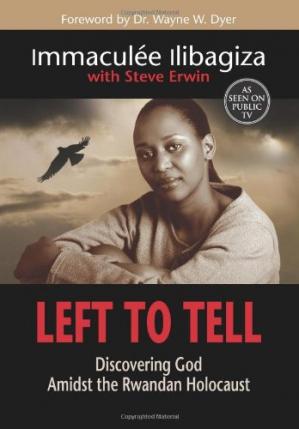 Foreword by Dr. Wayne W. Dyer
Immaculée Ilibagiza
with Steve Erwin
AS
SEEN ON
PUBLIC
TV
LEFT TO TELL
Discovering God
Amidst the Rwandan Holocaust